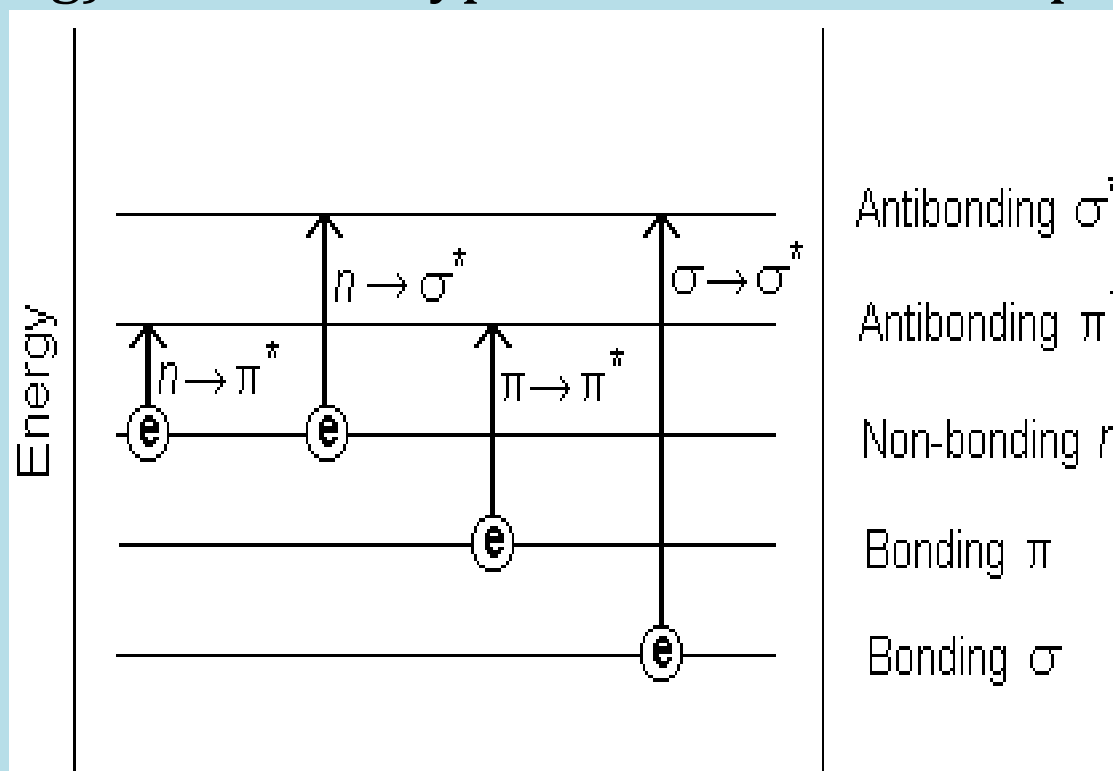 Antibonding σ*
n → σ*
σ → σ*
Antibonding π
n → π*
π → π*
Energy
e
e
Non-bonding n
e
Bonding π
e
Bonding σ